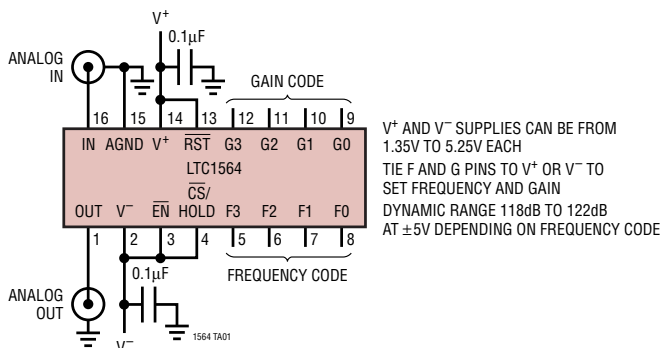 V+
0.1µF
ANALOG
IN
GAIN CODE
16 15 14 13 12 11 10 9
IN AGND V+ RST G3 G2 G1 G0
LTC1564
CS/
OUT V− EN HOLD F3 F2 F1 F0
1 2 3 4 5 6 7 8
0.1µF
FREQUENCY CODE
ANALOG
OUT
V−
1564 TA01
V+ AND V− SUPPLIES CAN BE FROM
1.35V TO 5.25V EACH
TIE F AND G PINS TO V+ OR V− TO
SET FREQUENCY AND GAIN
DYNAMIC RANGE 118dB TO 122dB
AT ±5V DEPENDING ON FREQUENCY CODE